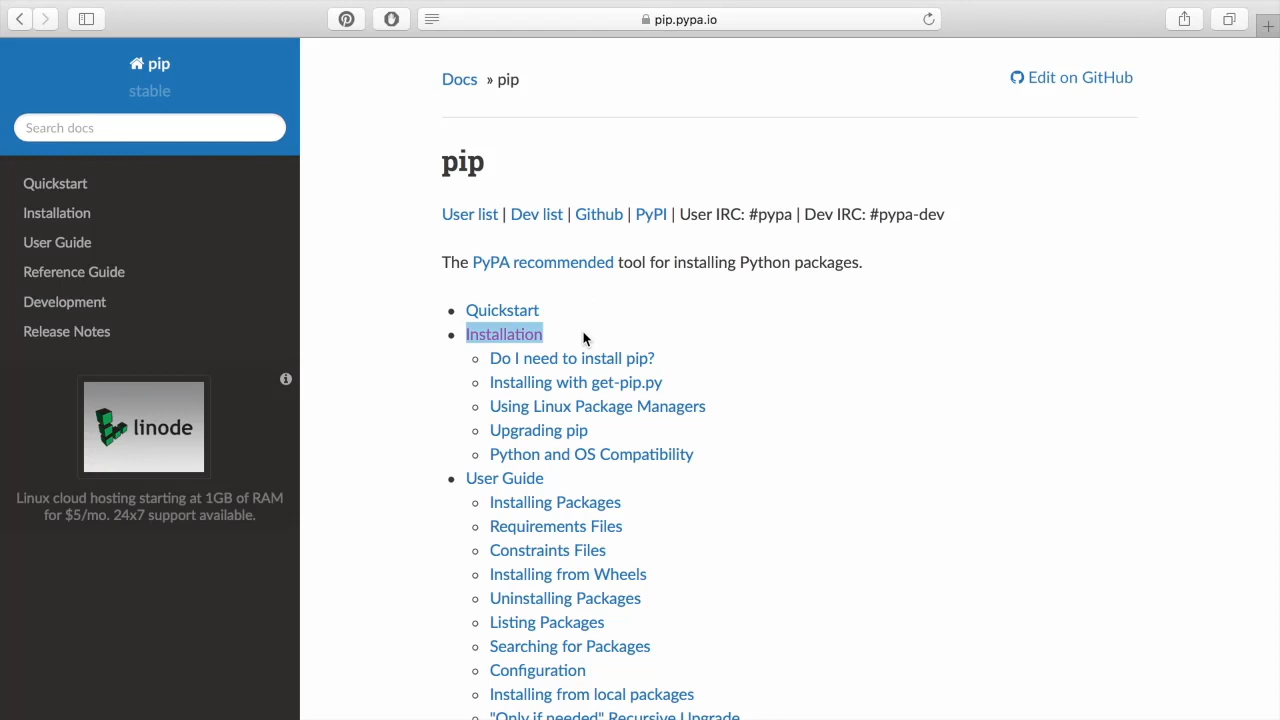 pip.pypa.io
pip
stable
Search docs
Quickstart
Installation
User Guide
Reference Guide
Development
Release Notes
linode
Linux cloud hosting starting at 1GB of RAM
for $5/mo. 24x7 support available.
Docs » pip
Edit on GitHub
pip
User list | Dev list | Github | PyPI | User IRC: #pypa | Dev IRC: #pypa-dev
The PyPA recommended tool for installing Python packages.
Quickstart
Installation
Do I need to install pip?
Installing with get-pip.py
Using Linux Package Managers
Upgrading pip
Python and OS Compatibility
User Guide
Installing Packages
Requirements Files
Constraints Files
Installing from Wheels
Uninstalling Packages
Listing Packages
Searching for Packages
Configuration
Installing from local packages
"Only if needed" Recursive Upgrade